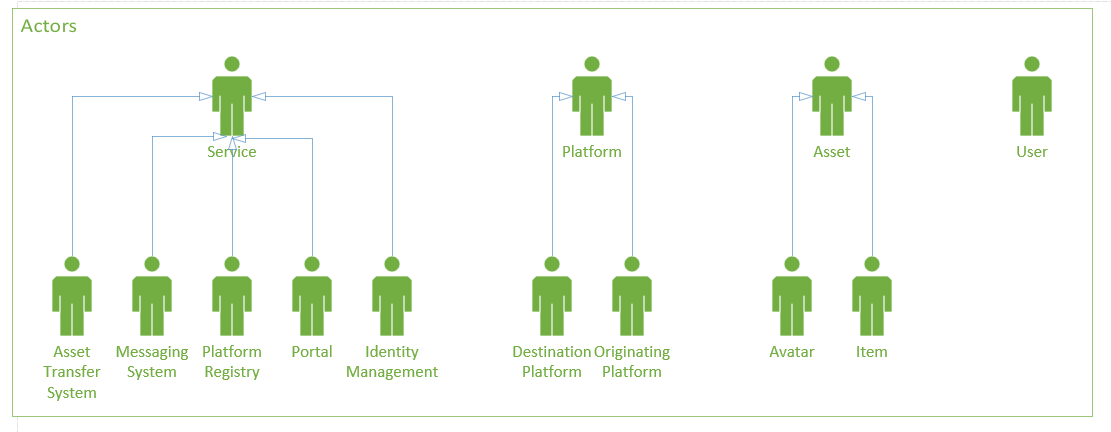 Actors
Service
Platform
Asset
User
Asset
Transfer
System
Messaging
System
Platform
Registry
Portal
Identity
Management
Destination
Platform
Originating
Platform
Avatar
Item